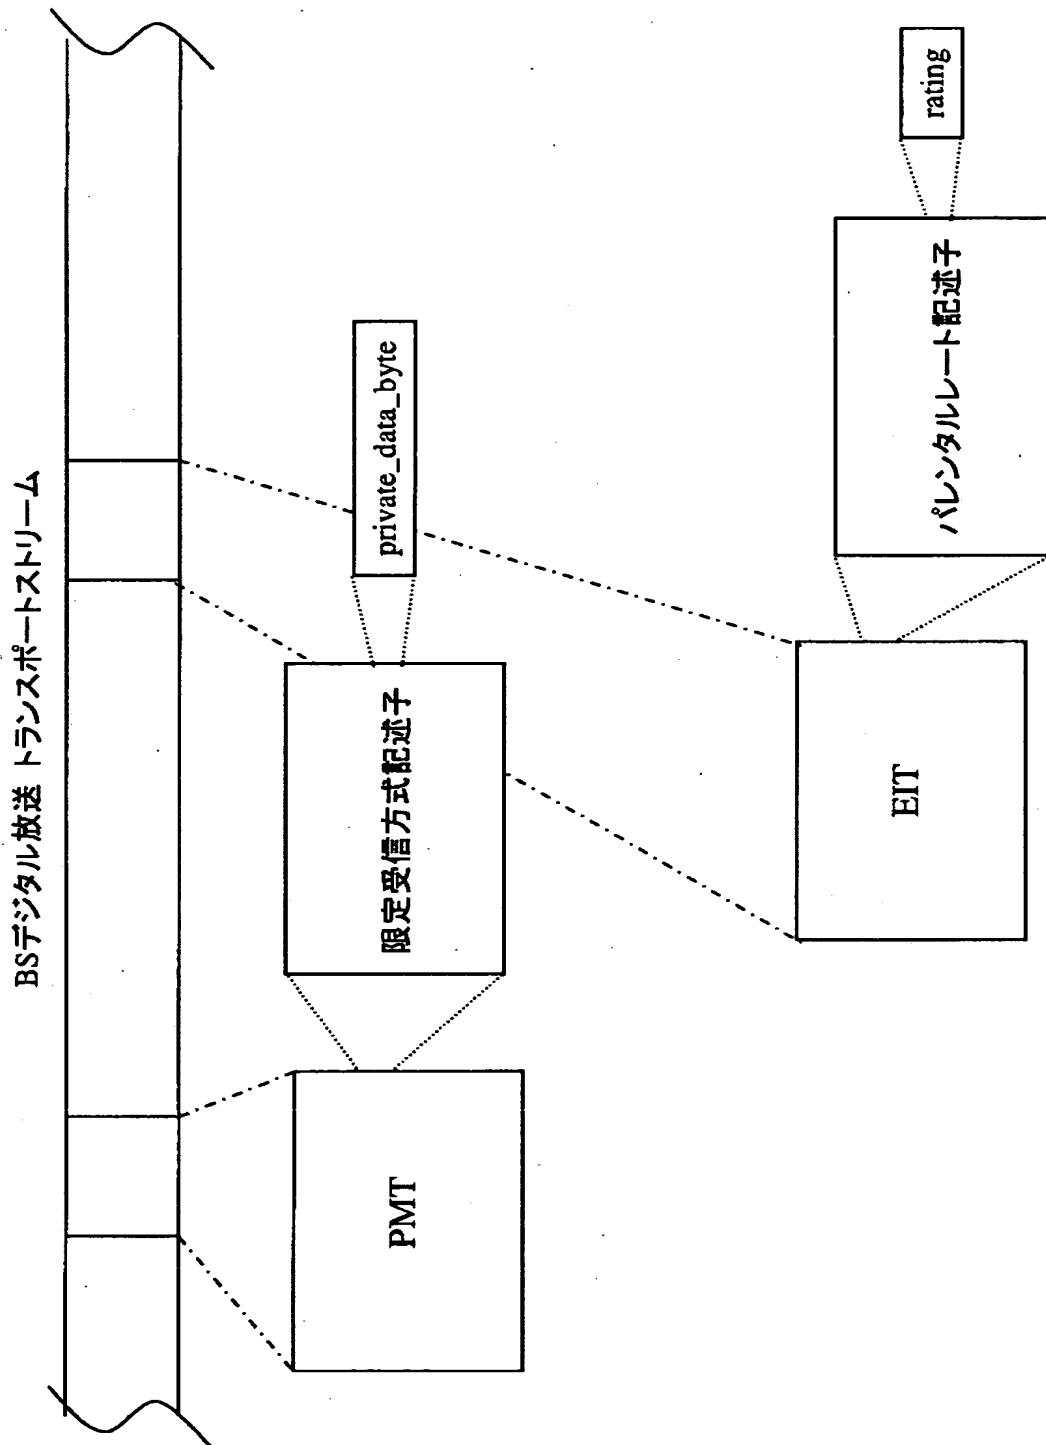 BSデジタル放送 トランスポートストリーム
PMT
限定受信方式記述子
private_data_byte
EIT
パレンタルレート記述子
rating